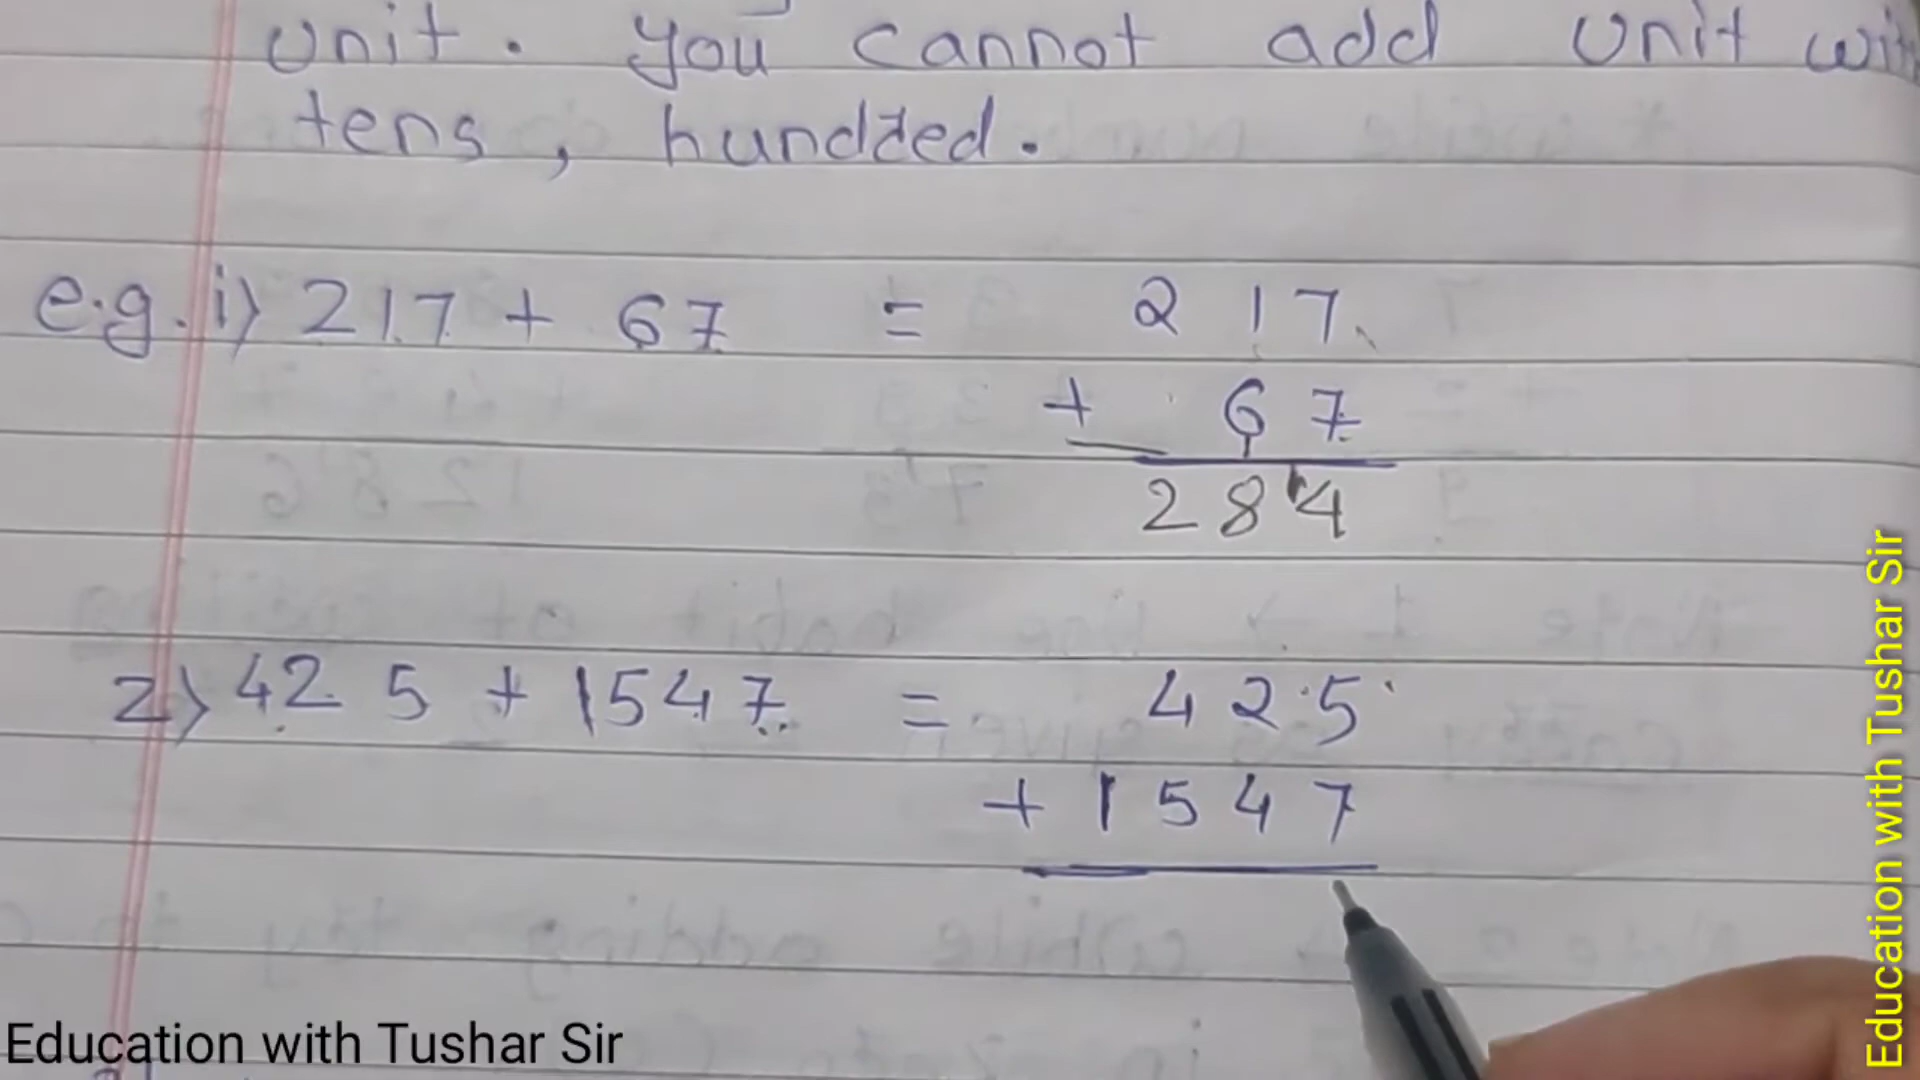 unit. you cannot add unit with
tens, hundred.
e.g. i) 217 + 67 = 217
+ 67
284
2) 425 + 1547 = 425
+ 1547
Education with Tushar Sir
Education with Tushar Sir